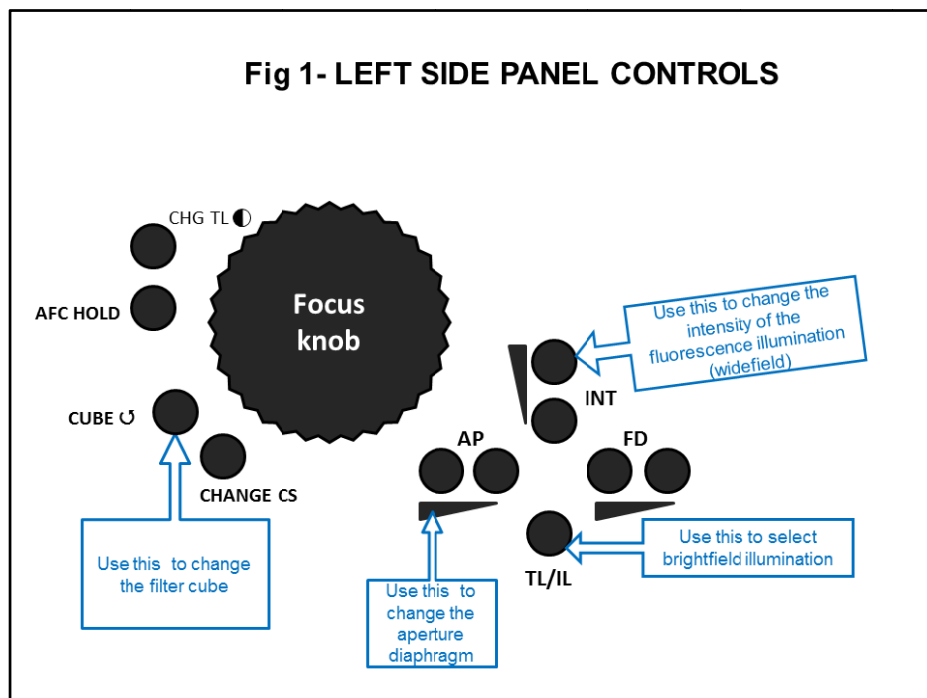 Fig 1- LEFT SIDE PANEL CONTROLS
CHG TL
AFC HOLD
Focus
knob
Use this to change the
intensity of the
fluorescence illumination
(widefield)
INT
CUBE ↺
CHANGE CS
AP
FD
Use this to change
the filter cube
Use this to
change the
aperture
diaphragm
TL/IL
Use this to select
brightfield illumination